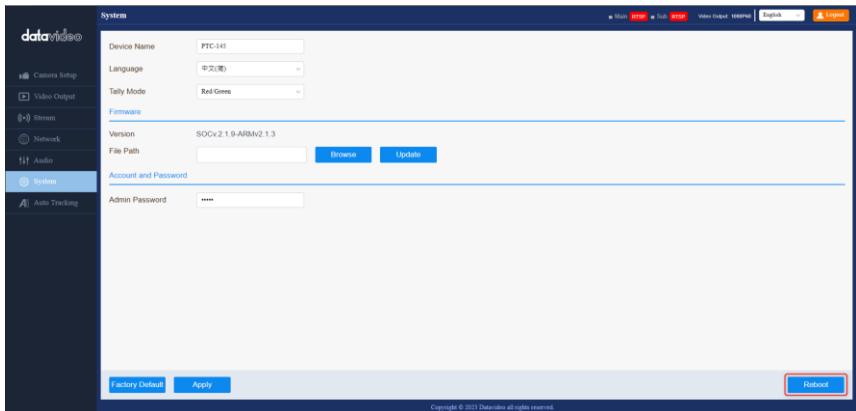 datavideo
System
Main RTSP Sub RTSP Video Output 1080P60 English Logout
Camera Setup
Video Output
Stream
Network
Audio
System
Auto Tracking
Device Name PTC-145
Language 中文(简)
Tally Mode Red/Green
Firmware
Version SOCv.2.1.9-ARMv2.1.3
File Path Browse Update
Account and Password
Admin Password •••••
Factory Default Apply Reboot
Copyright © 2023 Datavideo all rights reserved.